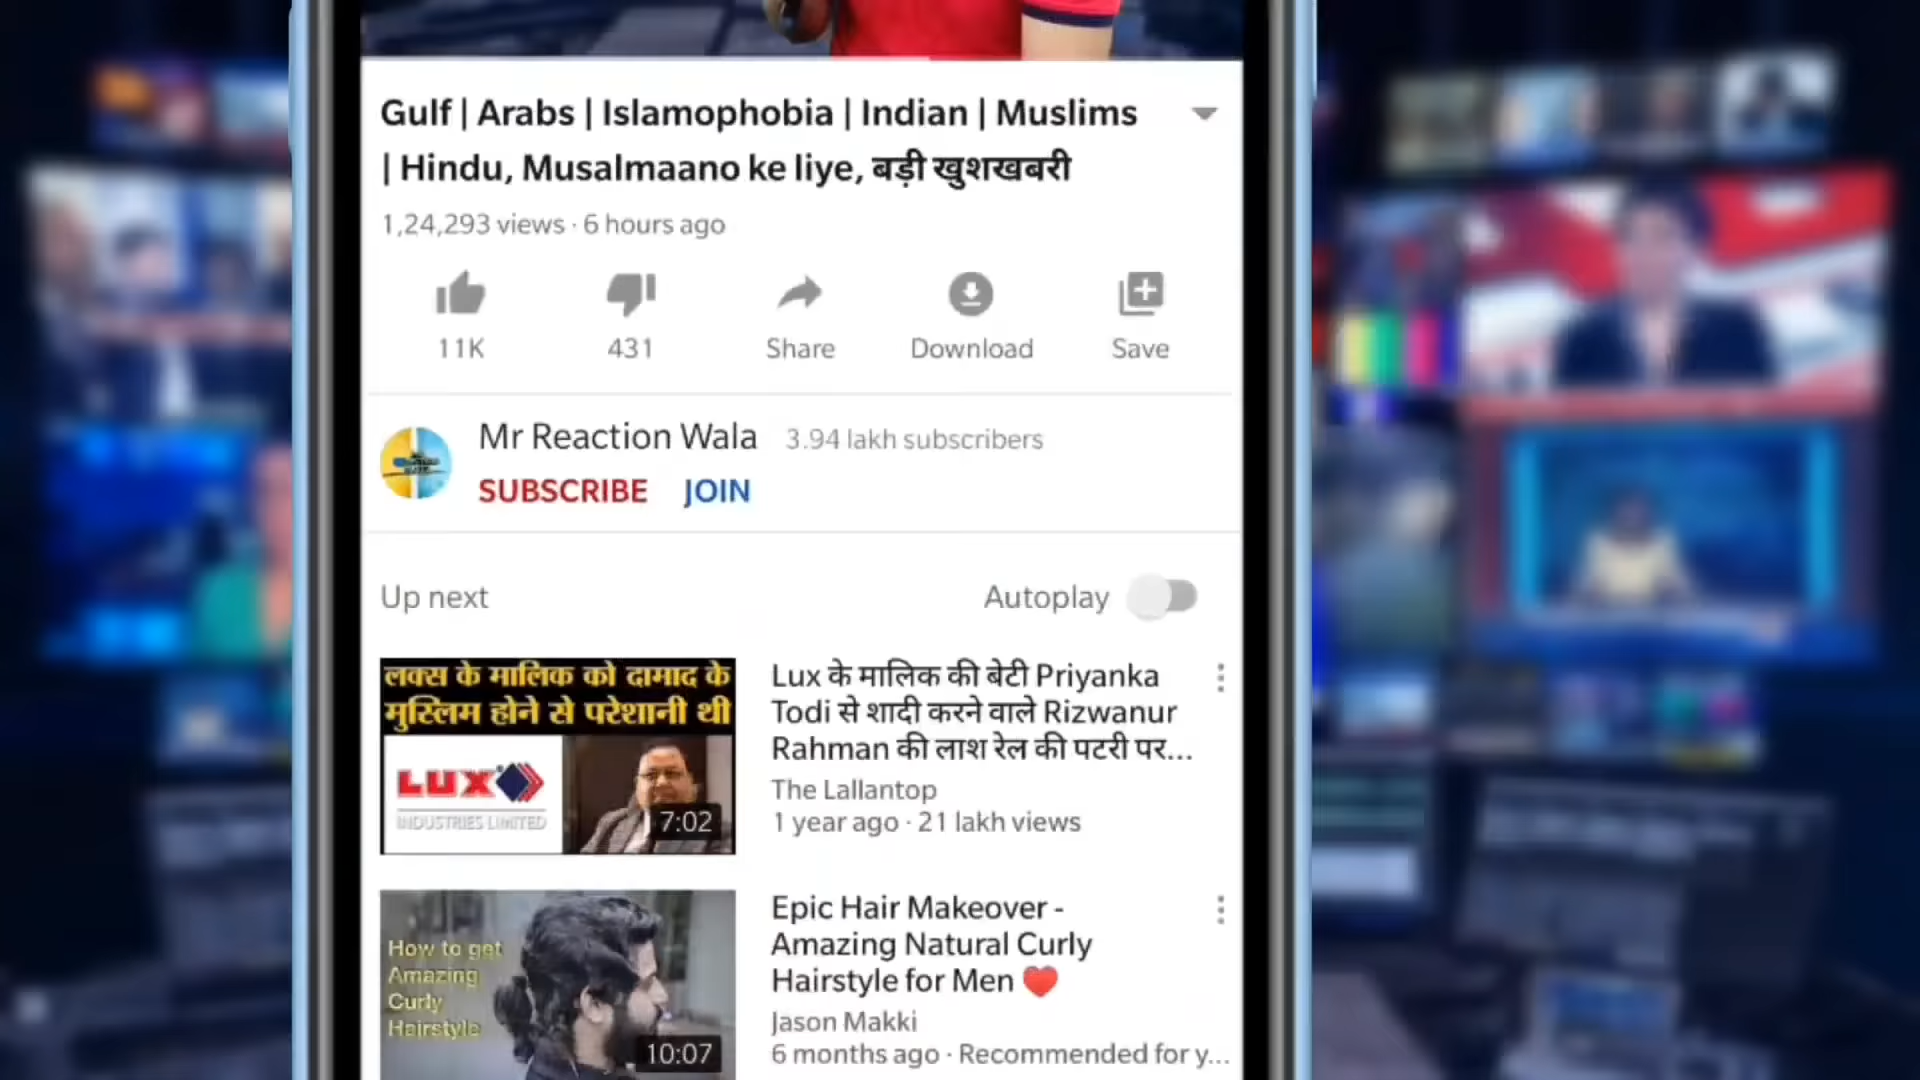 Gulf | Arabs | Islamophobia | Indian | Muslims
| Hindu, Musalmaano ke liye, बड़ी खुशखबरी
1,24,293 views · 6 hours ago
11K
431
Share
Download
Save
Mr Reaction Wala 3.94 lakh subscribers
SUBSCRIBE JOIN
Up next
Autoplay
लक्स के मालिक को दामाद के
मुस्लिम होने से परेशानी थी
LUX
INDUSTRIES LIMITED
7:02
Lux के मालिक की बेटी Priyanka
Todi से शादी करने वाले Rizwanur
Rahman की लाश रेल की पटरी पर...
The Lallantop
1 year ago · 21 lakh views
How to get
Amazing
Curly
Hairstyle
10:07
Epic Hair Makeover -
Amazing Natural Curly
Hairstyle for Men ❤️
Jason Makki
6 months ago · Recommended for y...